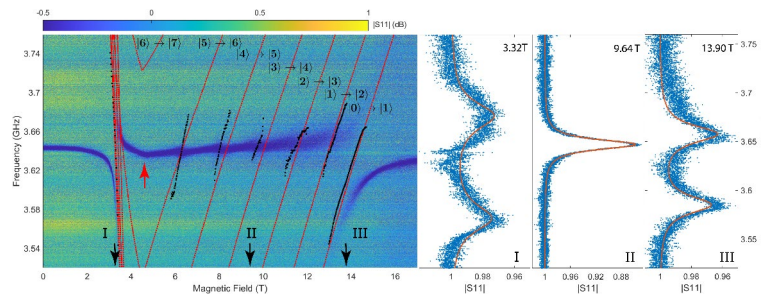 -0.5 0 0.5 1
|S11| (dB)
|6⟩ → |7⟩ |5⟩ → |6⟩
|4⟩ → |5⟩
|3⟩ → |4⟩
|2⟩ → |3⟩
|1⟩ → |2⟩
|0⟩ → |1⟩
3.74
3.7
3.66
3.62
3.58
3.54
Frequency (GHz)
I II III
0 2 4 6 8 10 12 14 16
Magnetic Field (T)
3.32T
I
1 0.98 0.96
|S11|
9.64 T
II
1 0.96 0.92 0.88
|S11|
13.90 T
III
1 0.98 0.96
|S11|
3.75
3.7
3.65
3.6
3.55